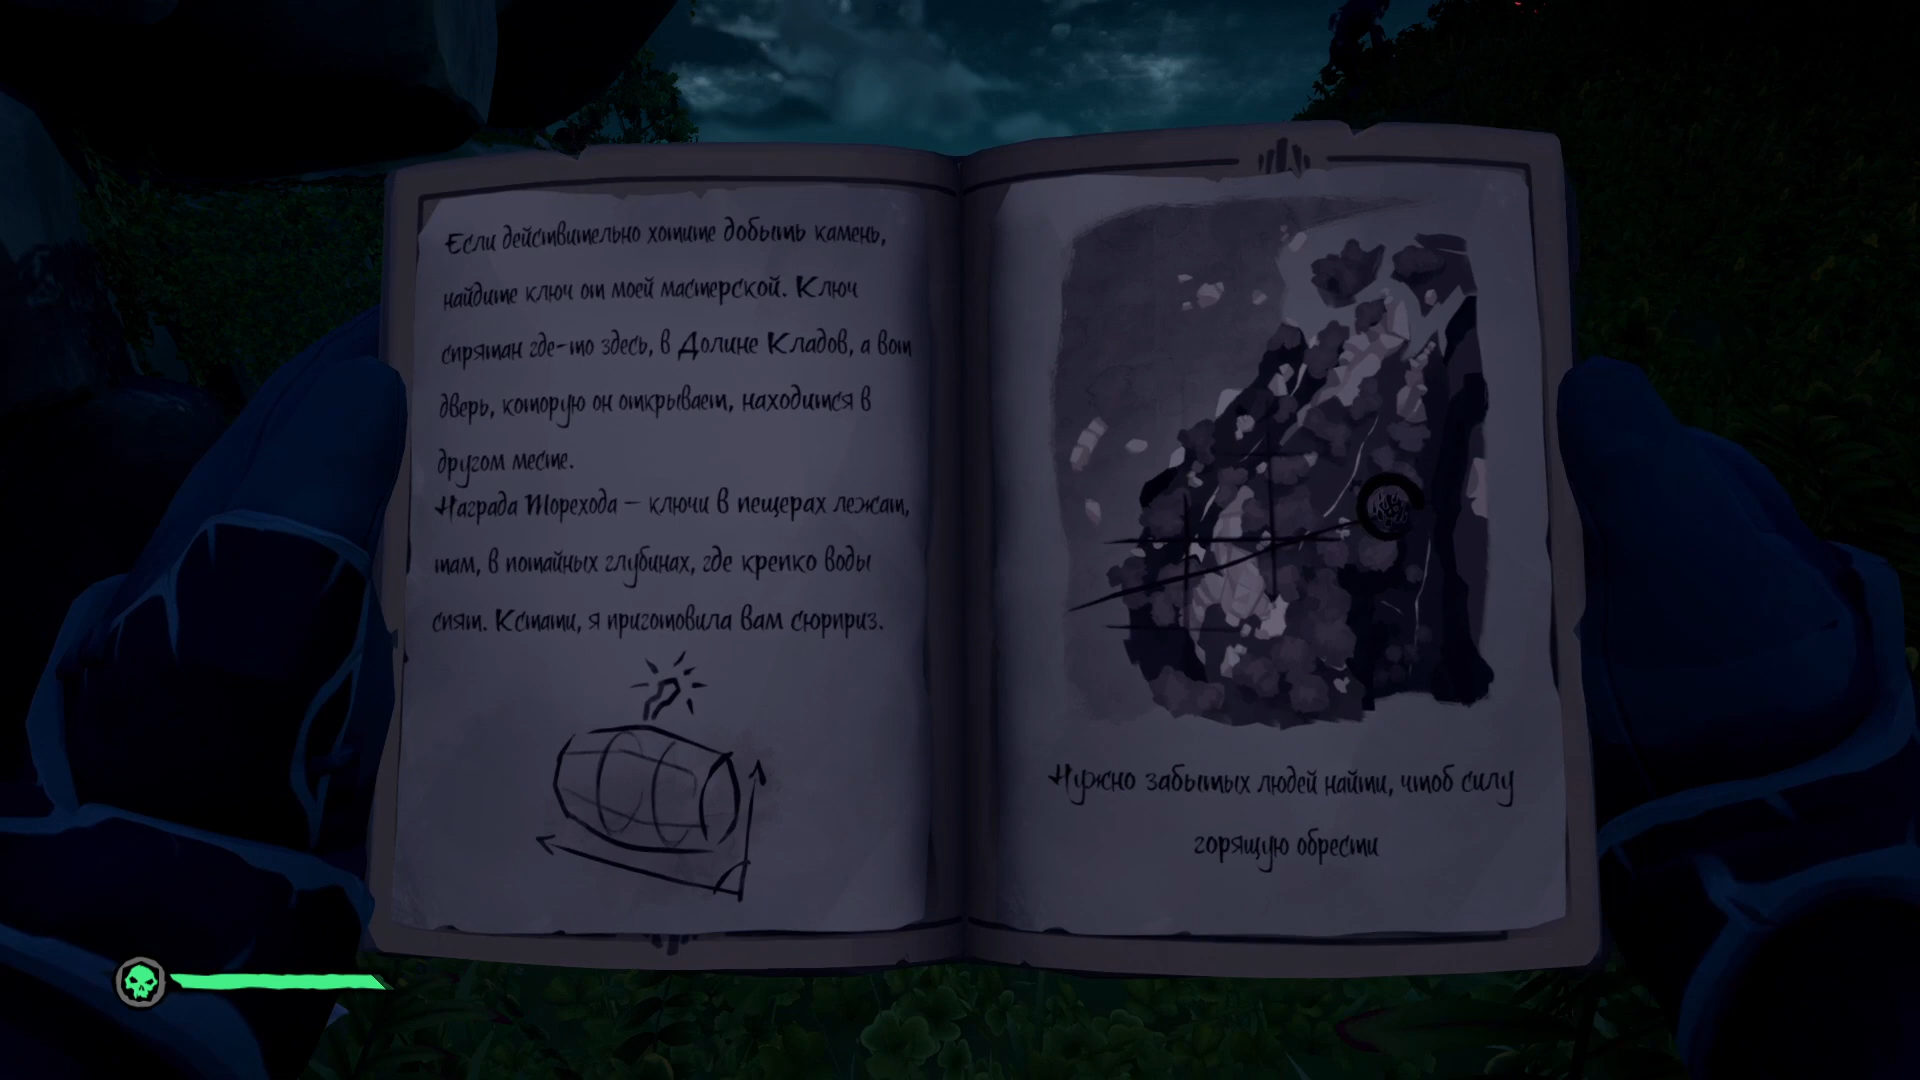 Если действительно хотите добыть камень,
найдите ключ от моей мастерской. Ключ
спрятан где-то здесь, в Долине Кладов, а вот
дверь, которую он открывает, находится в
другом месте.
Награда Морехода — ключи в пещерах лежат,
там, в потайных глубинах, где крепко воды
спят. Кстати, я приготовила вам сюрприз.
Нужно забытых людей найти, чтоб силу
горящую обрести